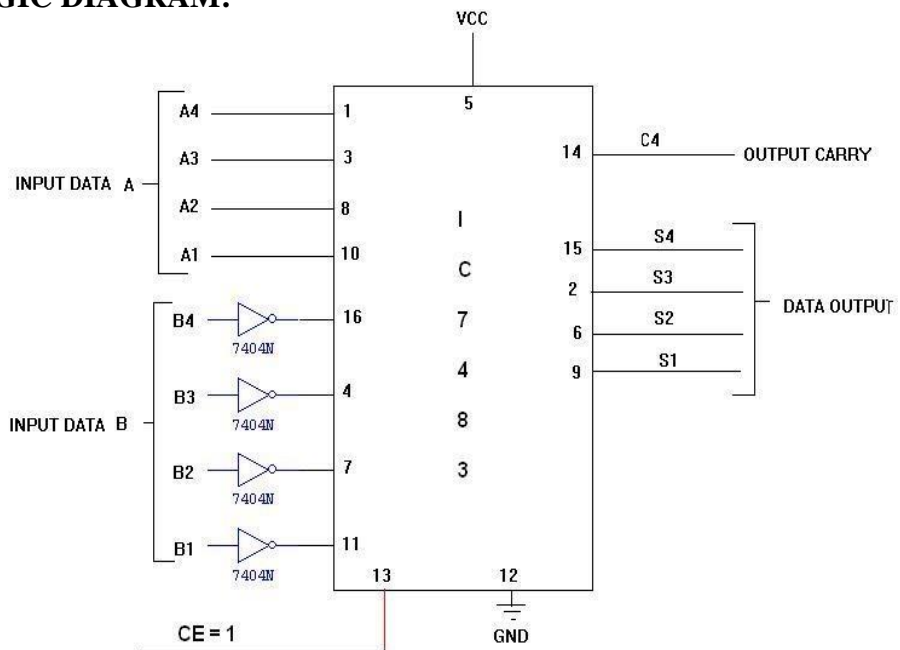 GIC DIAGRAM:
VCC
5
A4 1
A3 3
INPUT DATA A
A2 8
A1 10
14 C4 OUTPUT CARRY
15 S4
2 S3
DATA OUTPUT
6 S2
9 S1
I
C
7
4
8
3
B4 16
7404N
B3 4
7404N
INPUT DATA B
B2 7
7404N
B1 11
7404N
13 12
CE = 1
GND